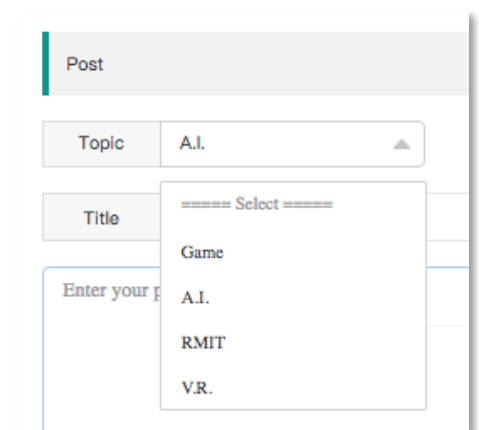 Post
Topic A.I.
===== Select =====
Title
Game
Enter your p
A.I.
RMIT
V.R.